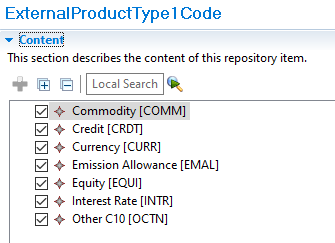 ExternalProductType1Code
Content
This section describes the content of this repository item.
Local Search
Commodity [COMM]
Credit [CRDT]
Currency [CURR]
Emission Allowance [EMAL]
Equity [EQUI]
Interest Rate [INTR]
Other C10 [OCTN]